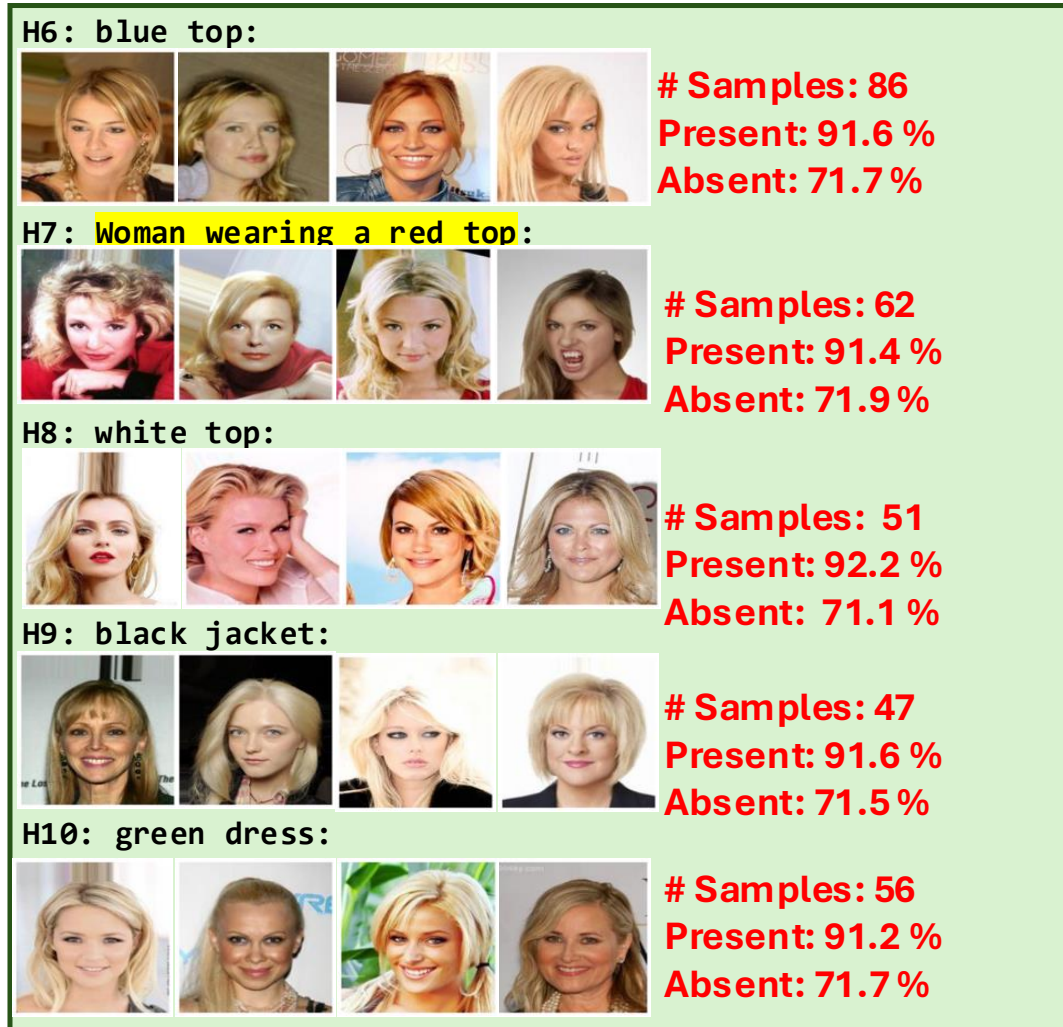 H6: blue top:
# Samples: 86
Present: 91.6 %
Absent: 71.7 %
H7: Woman wearing a red top:
# Samples: 62
Present: 91.4 %
Absent: 71.9 %
H8: white top:
# Samples: 51
Present: 92.2 %
Absent: 71.1 %
H9: black jacket:
# Samples: 47
Present: 91.6 %
Absent: 71.5 %
H10: green dress:
# Samples: 56
Present: 91.2 %
Absent: 71.7 %